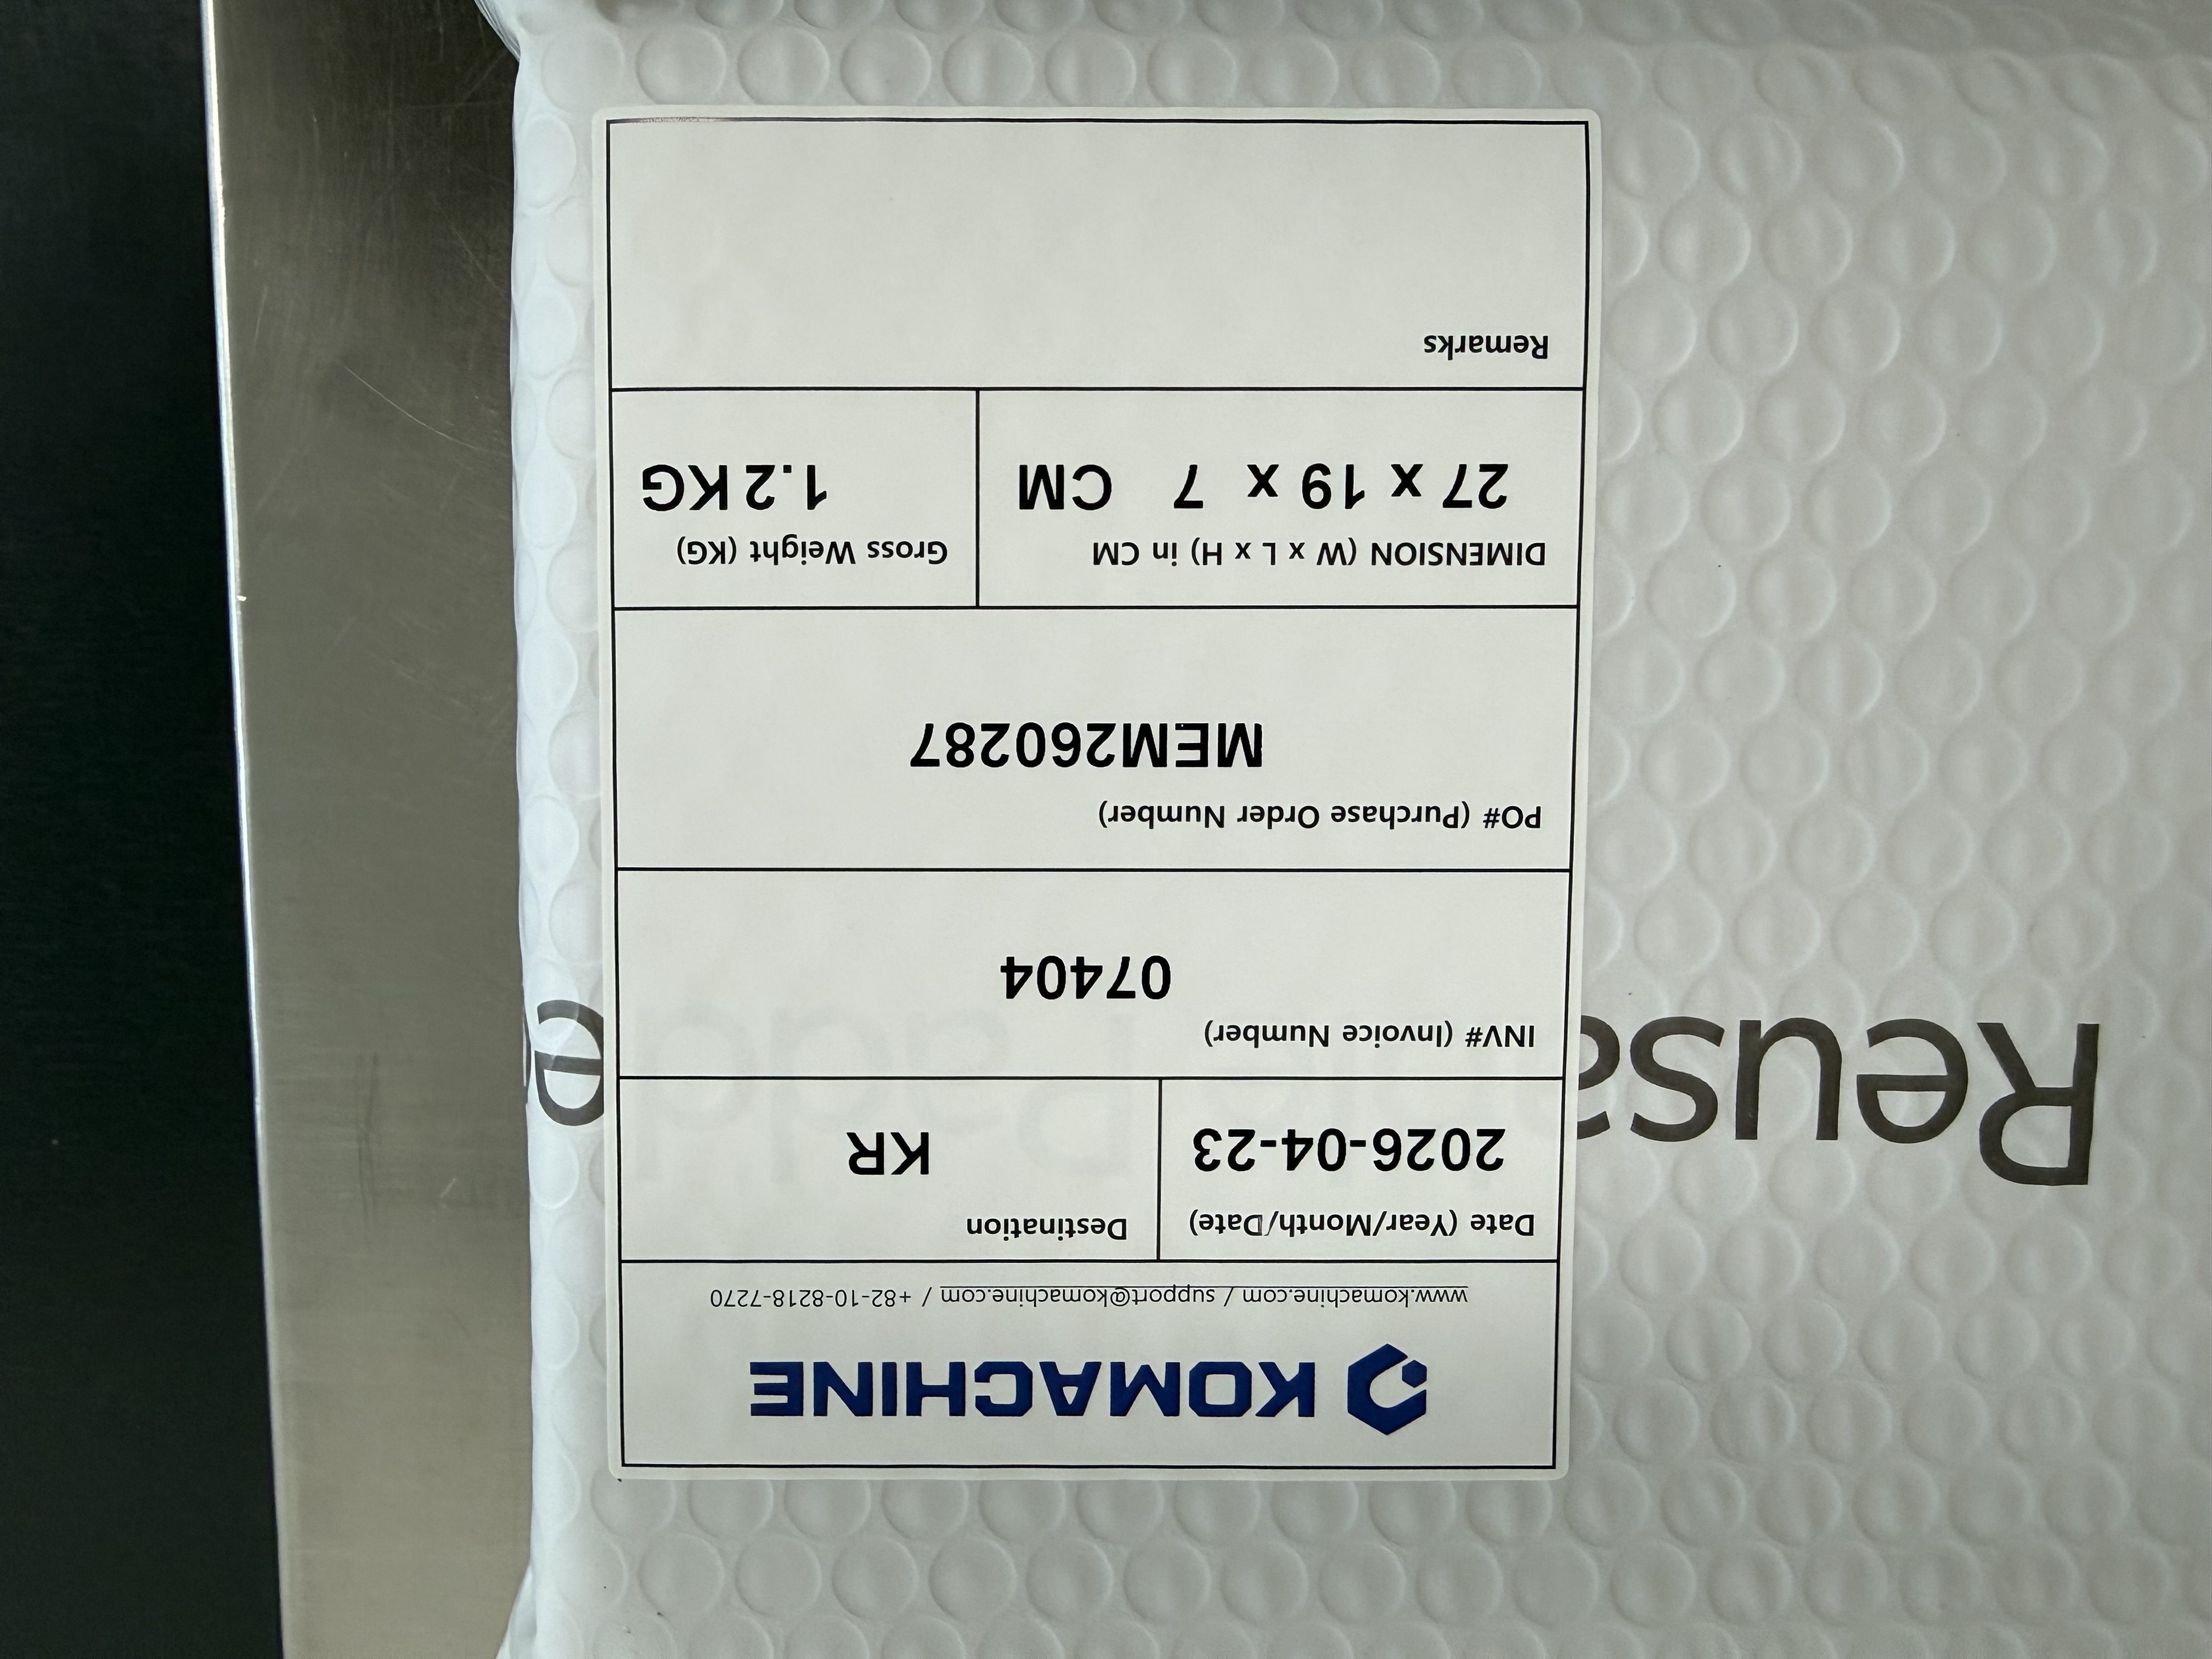 KOMACHINE
www.komachine.com / support@komachine.com / +82-10-8218-7270
Date (Year/Month/Date)
2026-04-23
Destination
KR
INV# (Invoice Number)
07404
PO# (Purchase Order Number)
MEM260287
DIMENSION (W x L x H) in CM
27 x 19 x 7 CM
Gross Weight (KG)
1.2 KG
Remarks